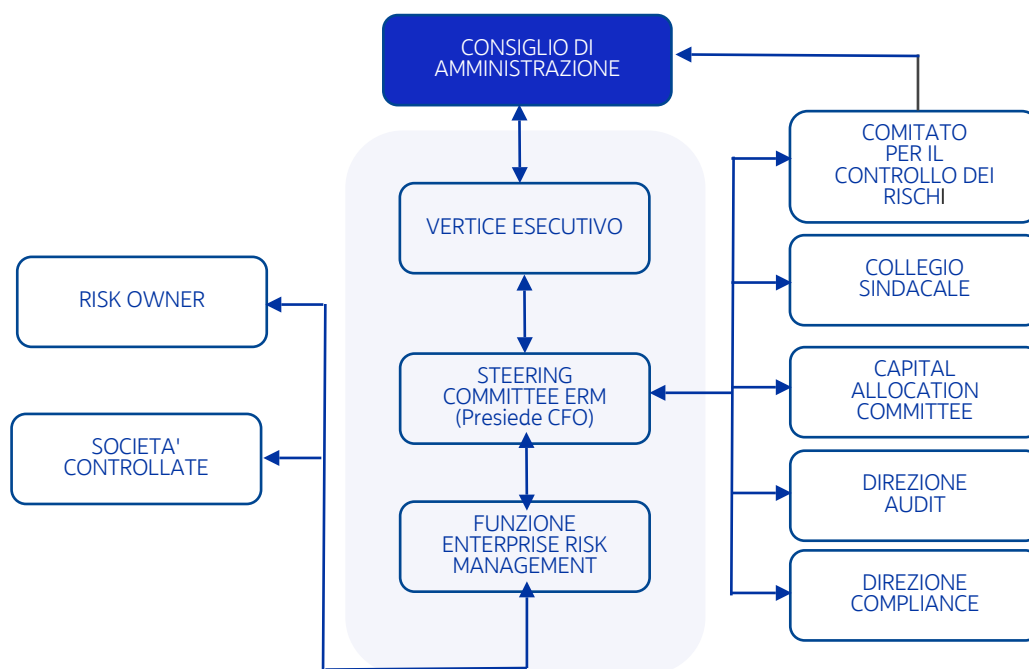 CONSIGLIO DI
AMMINISTRAZIONE
COMITATO
PER IL
CONTROLLO DEI
RISCHI
VERTICE ESECUTIVO
COLLEGIO
SINDACALE
RISK OWNER
STEERING
COMMITTEE ERM
(Presiede CFO)
CAPITAL
ALLOCATION
COMMITTEE
SOCIETA'
CONTROLLATE
DIREZIONE
AUDIT
FUNZIONE
ENTERPRISE RISK
MANAGEMENT
DIREZIONE
COMPLIANCE